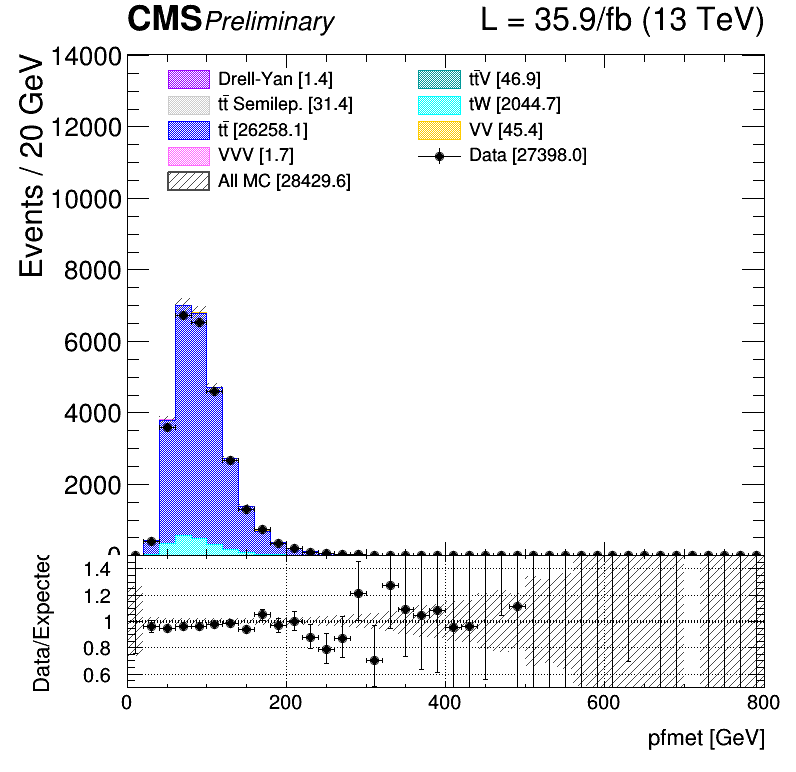 CMS Preliminary L = 35.9/fb (13 TeV)
Events / 20 GeV
14000
12000
10000
8000
6000
4000
2000
0
Drell-Yan [1.4]
tt̄ Semilep. [31.4]
tt̄ [26258.1]
VVV [1.7]
All MC [28429.6]
tt̄V [46.9]
tW [2044.7]
VV [45.4]
Data [27398.0]
Data/Expected
1.4
1.2
1
0.8
0.6
0 200 400 600 800
pfmet [GeV]